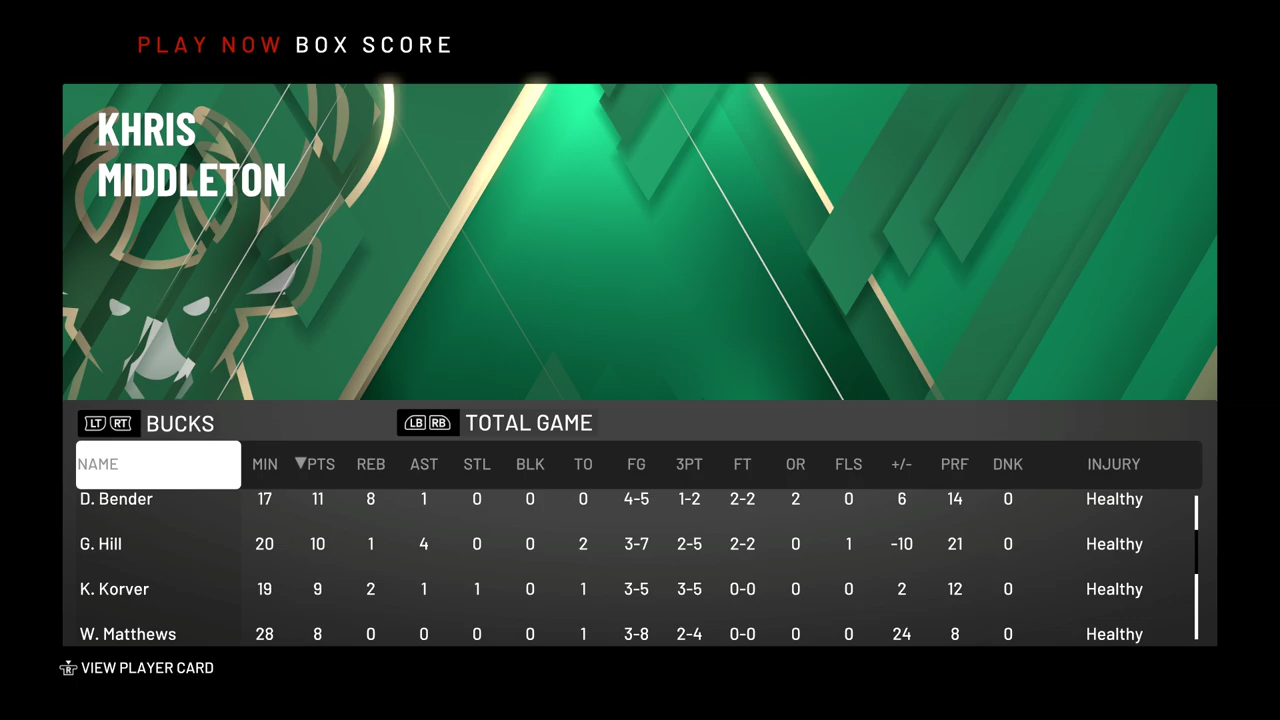 PLAY NOW BOX SCORE
KHRIS
MIDDLETON
LT RT BUCKS LB RB TOTAL GAME
NAME MIN ▼PTS REB AST STL BLK TO FG 3PT FT OR FLS +/- PRF DNK INJURY
D. Bender 17 11 8 1 0 0 0 4-5 1-2 2-2 2 0 6 14 0 Healthy
G. Hill 20 10 1 4 0 0 2 3-7 2-5 2-2 0 1 -10 21 0 Healthy
K. Korver 19 9 2 1 1 0 1 3-5 3-5 0-0 0 0 2 12 0 Healthy
W. Matthews 28 8 0 0 0 0 1 3-8 2-4 0-0 0 0 24 8 0 Healthy
R VIEW PLAYER CARD